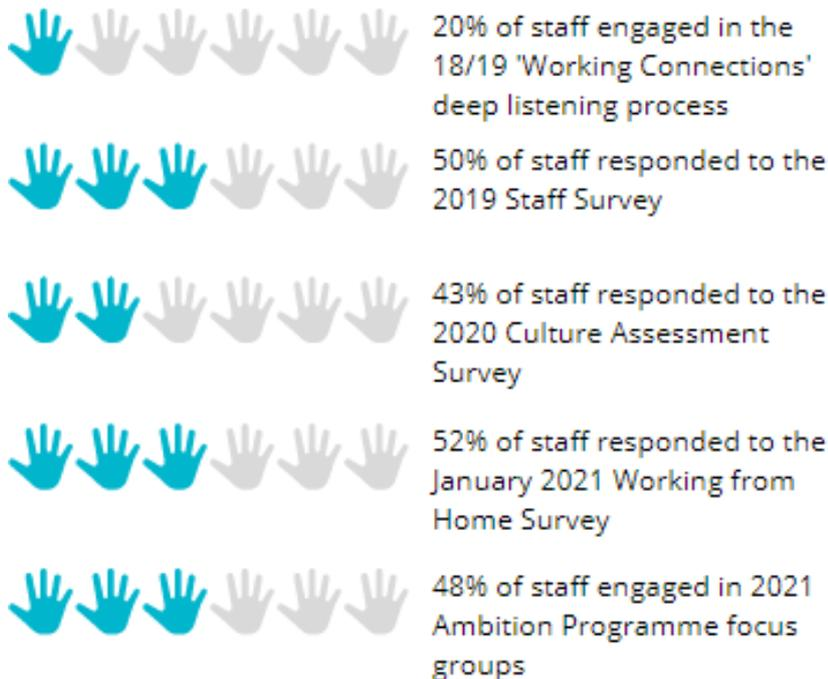 20% of staff engaged in the
18/19 'Working Connections'
deep listening process
50% of staff responded to the
2019 Staff Survey
43% of staff responded to the
2020 Culture Assessment
Survey
52% of staff responded to the
January 2021 Working from
Home Survey
48% of staff engaged in 2021
Ambition Programme focus
groups